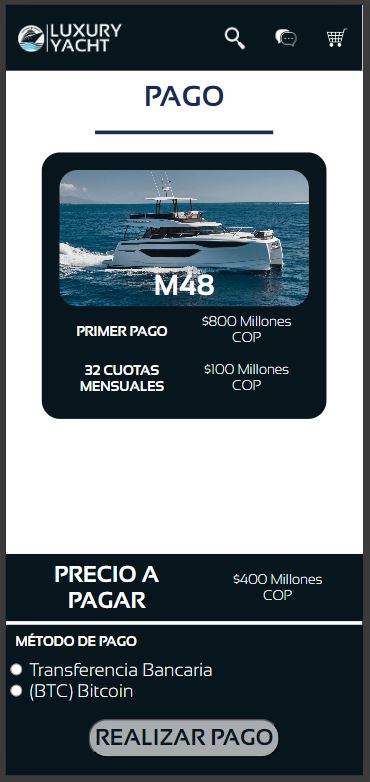 LUXURY
YACHT
PAGO
M48
PRIMER PAGO
$800 Millones
COP
32 CUOTAS
MENSUALES
$100 Millones
COP
PRECIO A
PAGAR
$400 Millones
COP
MÉTODO DE PAGO
Transferencia Bancaria
(BTC) Bitcoin
REALIZAR PAGO